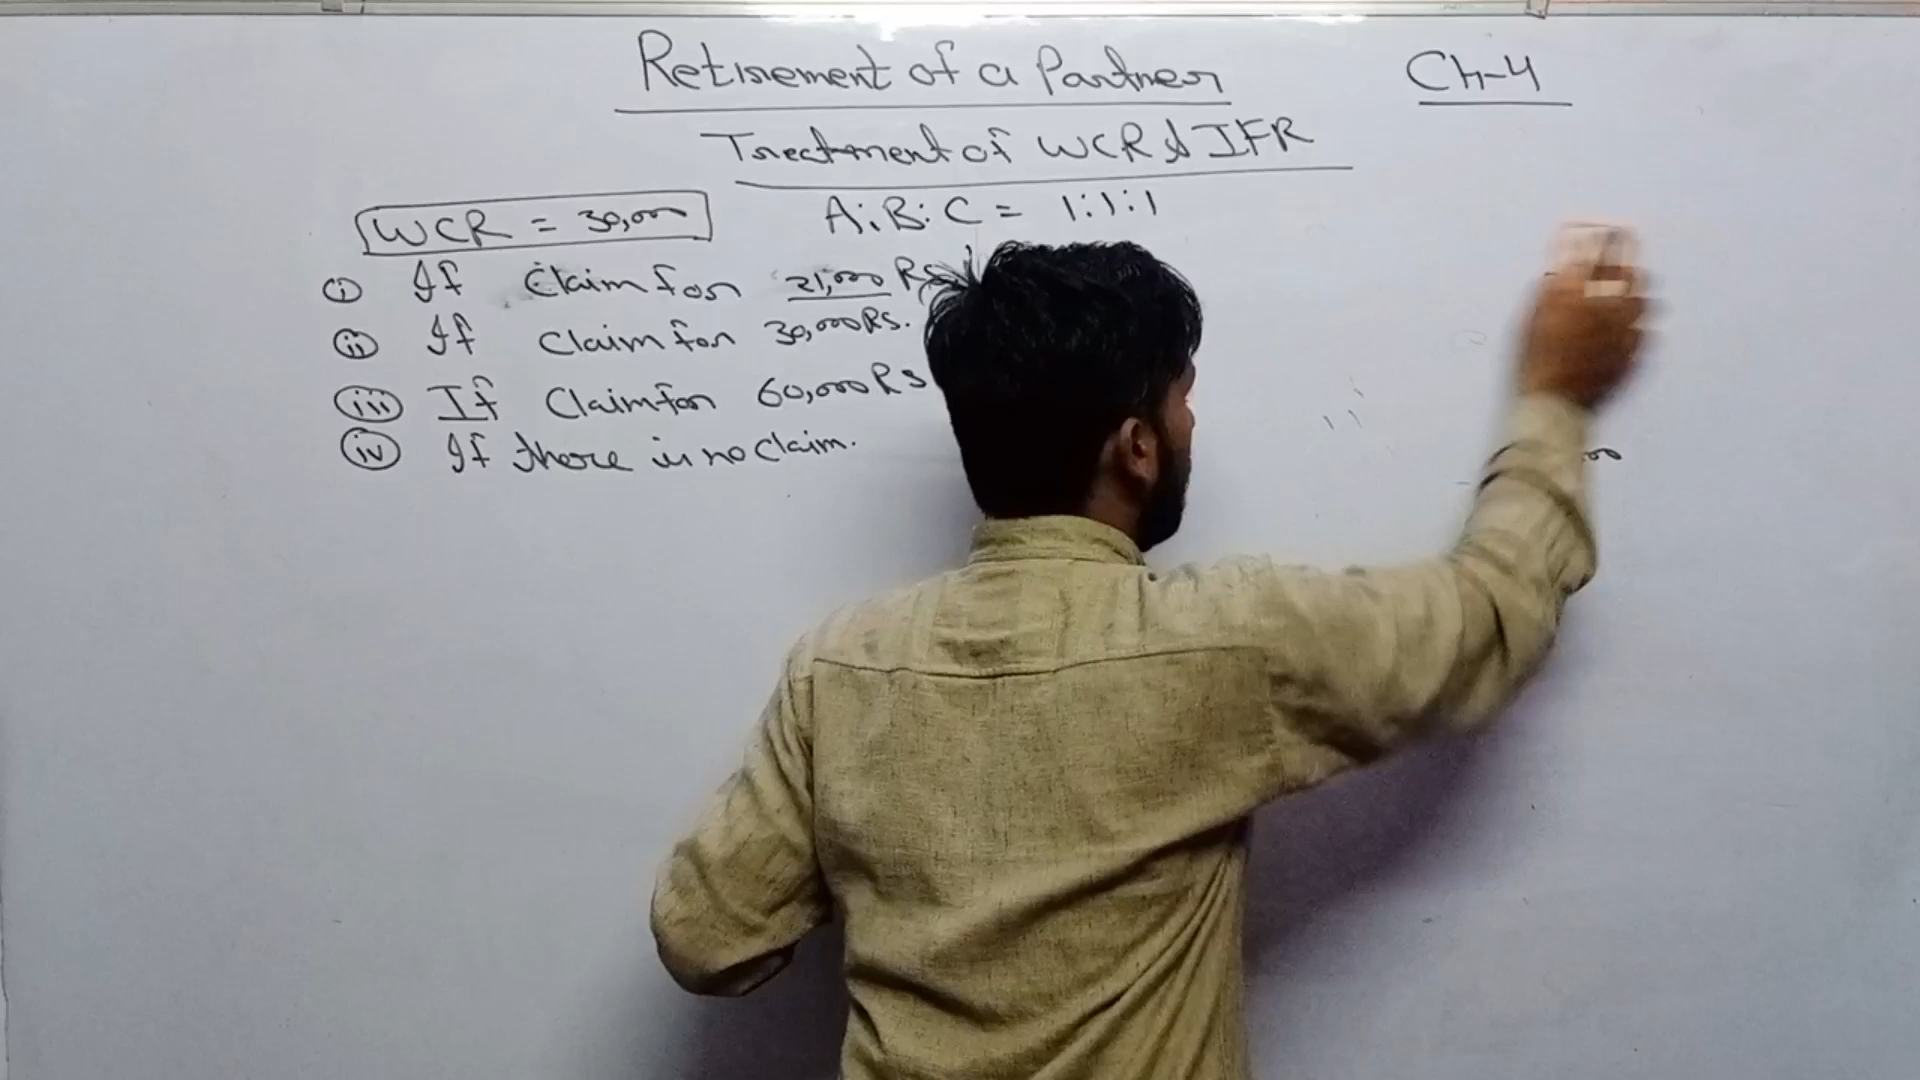 Retirement of a Partner
Ch-4
Treatment of WCR & IFR
WCR = 30,000
A:B:C = 1:1:1
(i) If Claim for 21,000 Rs
(ii) If Claim for 30,000 Rs.
(iii) If Claim for 60,000 Rs
(iv) If there is no claim.